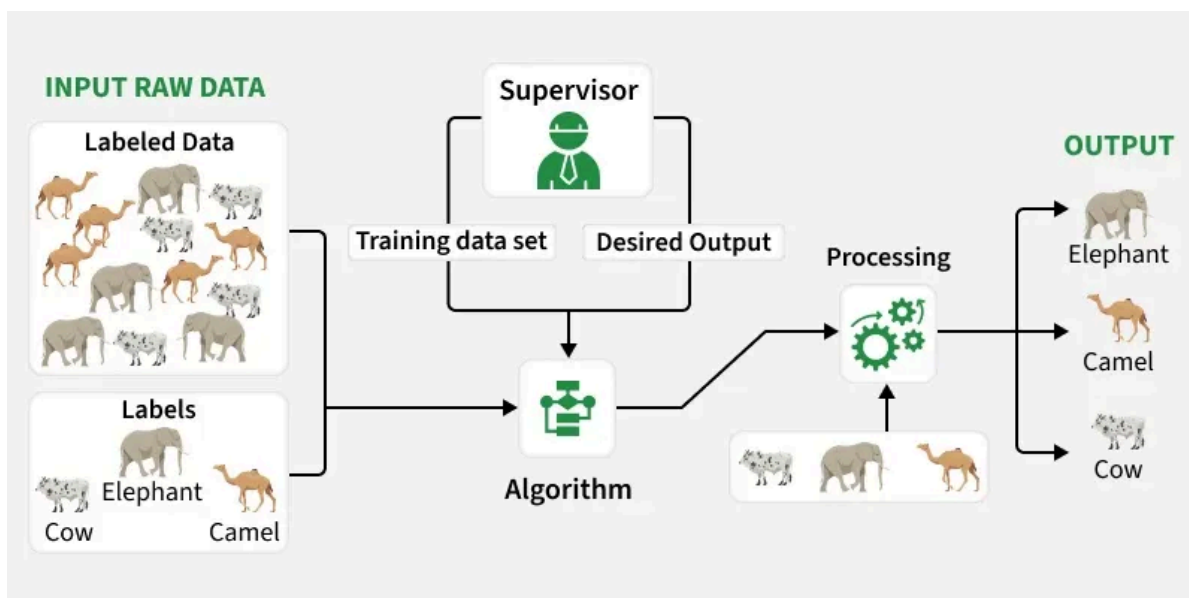 INPUT RAW DATA
Labeled Data
Labels
Elephant
Cow
Camel
Supervisor
Training data set
Desired Output
Algorithm
Processing
OUTPUT
Elephant
Camel
Cow